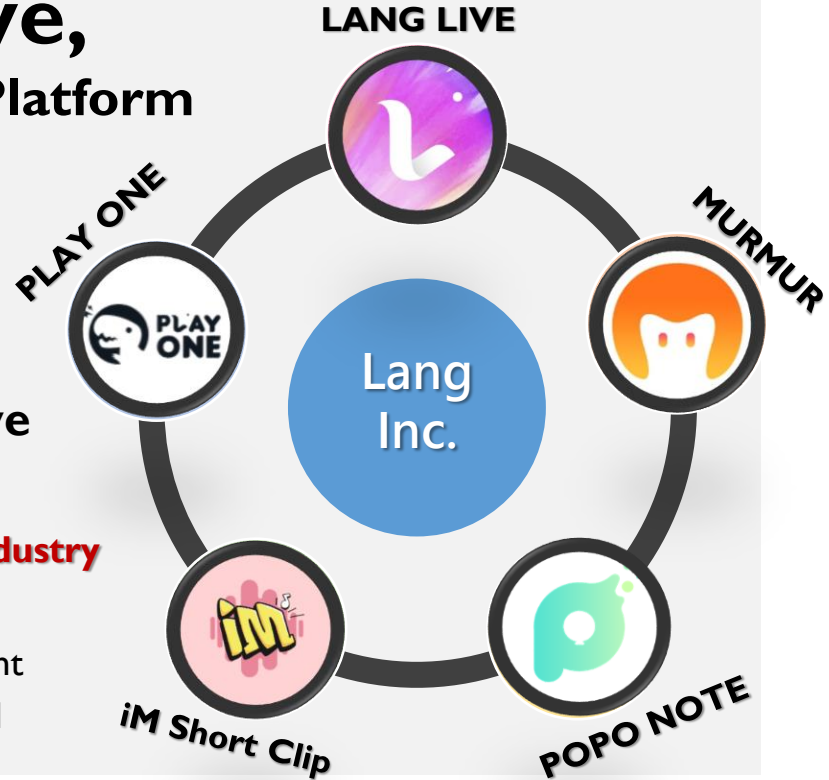 ve,
Platform
LANG LIVE
PLAY ONE
MURMUR
PLAY
ONE
Lang
Inc.
ve
dustry
iM
nt
iM Short Clip
POPO NOTE